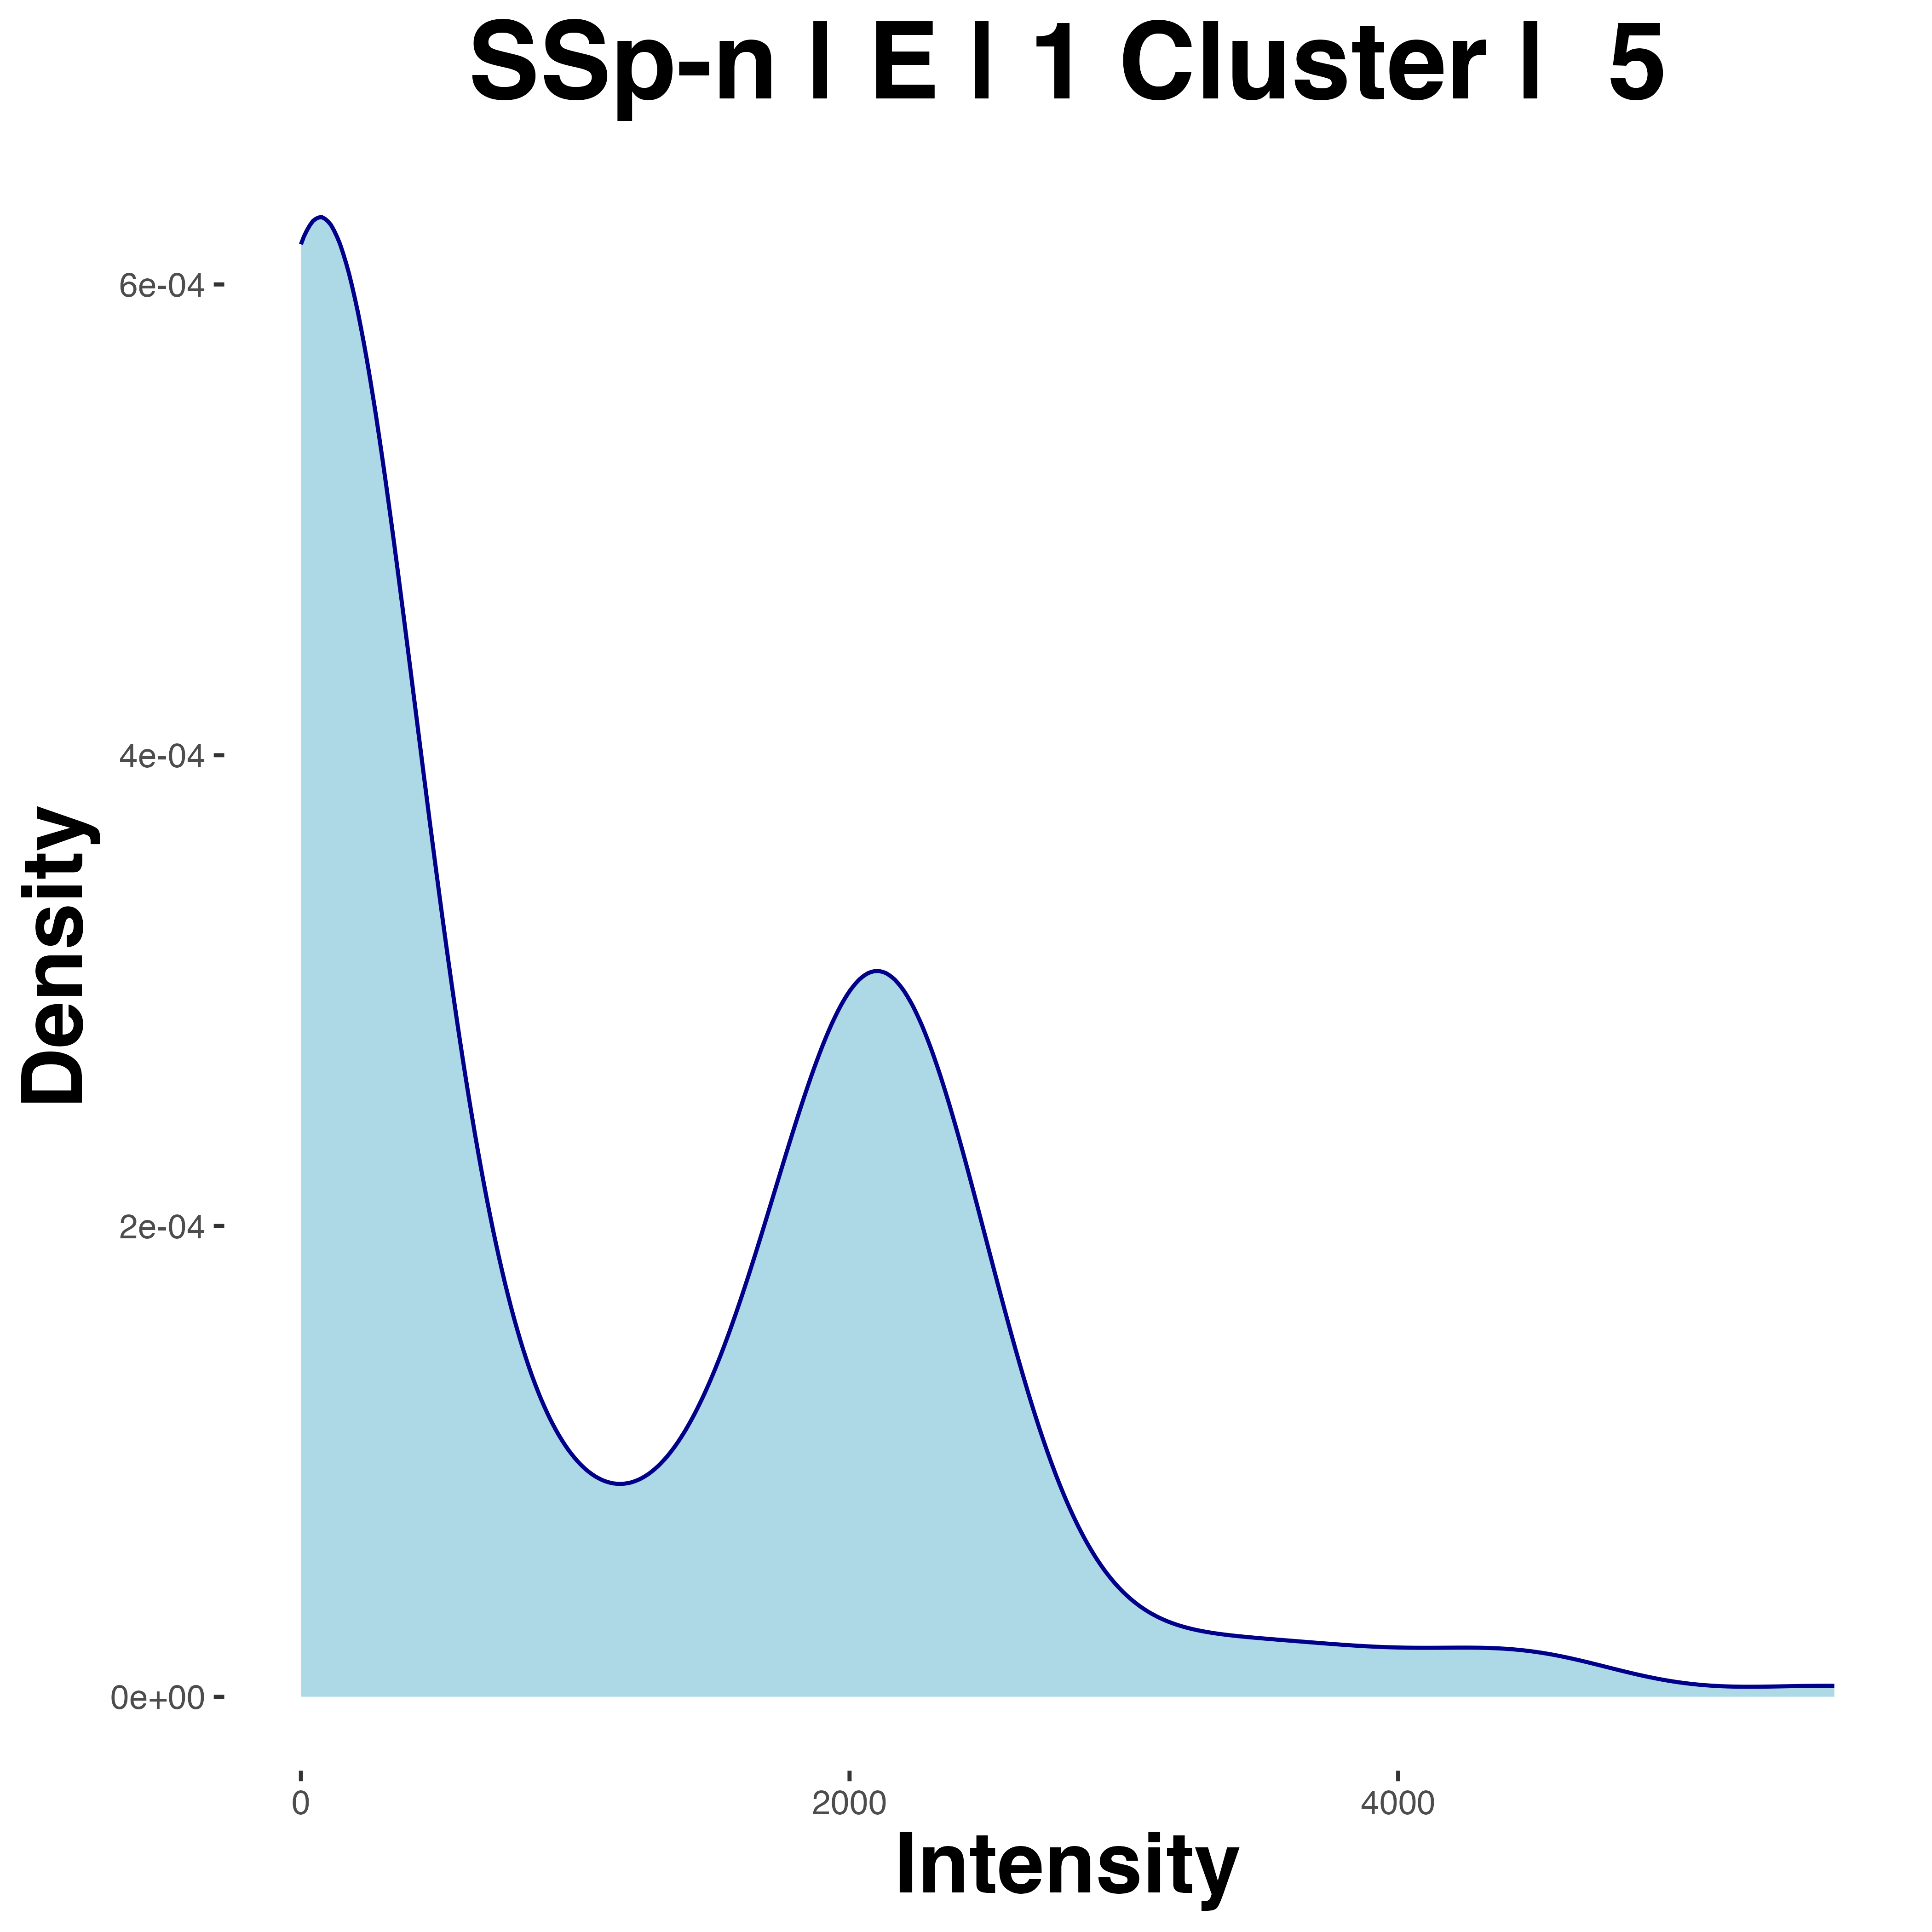 SSp-n | E | 1 Cluster | 5
6e-04
4e-04
2e-04
0e+00
Density
0
2000
4000
Intensity